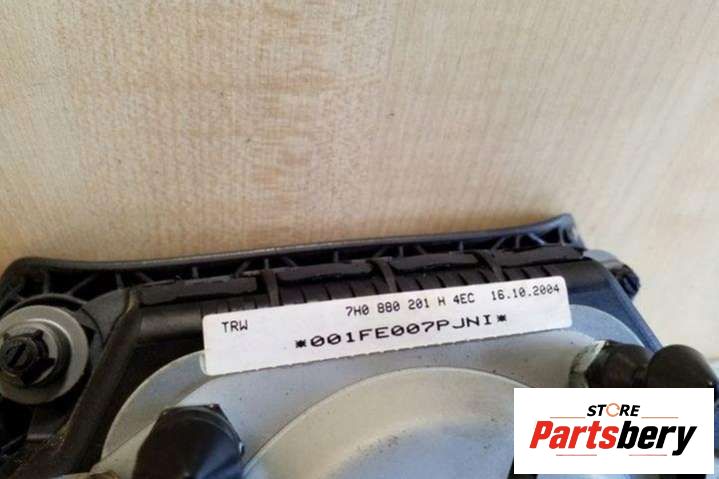 TRW 7H0 880 201 H 4EC 16.10.2004
*001FE007PJNI*
STORE
Partsbery